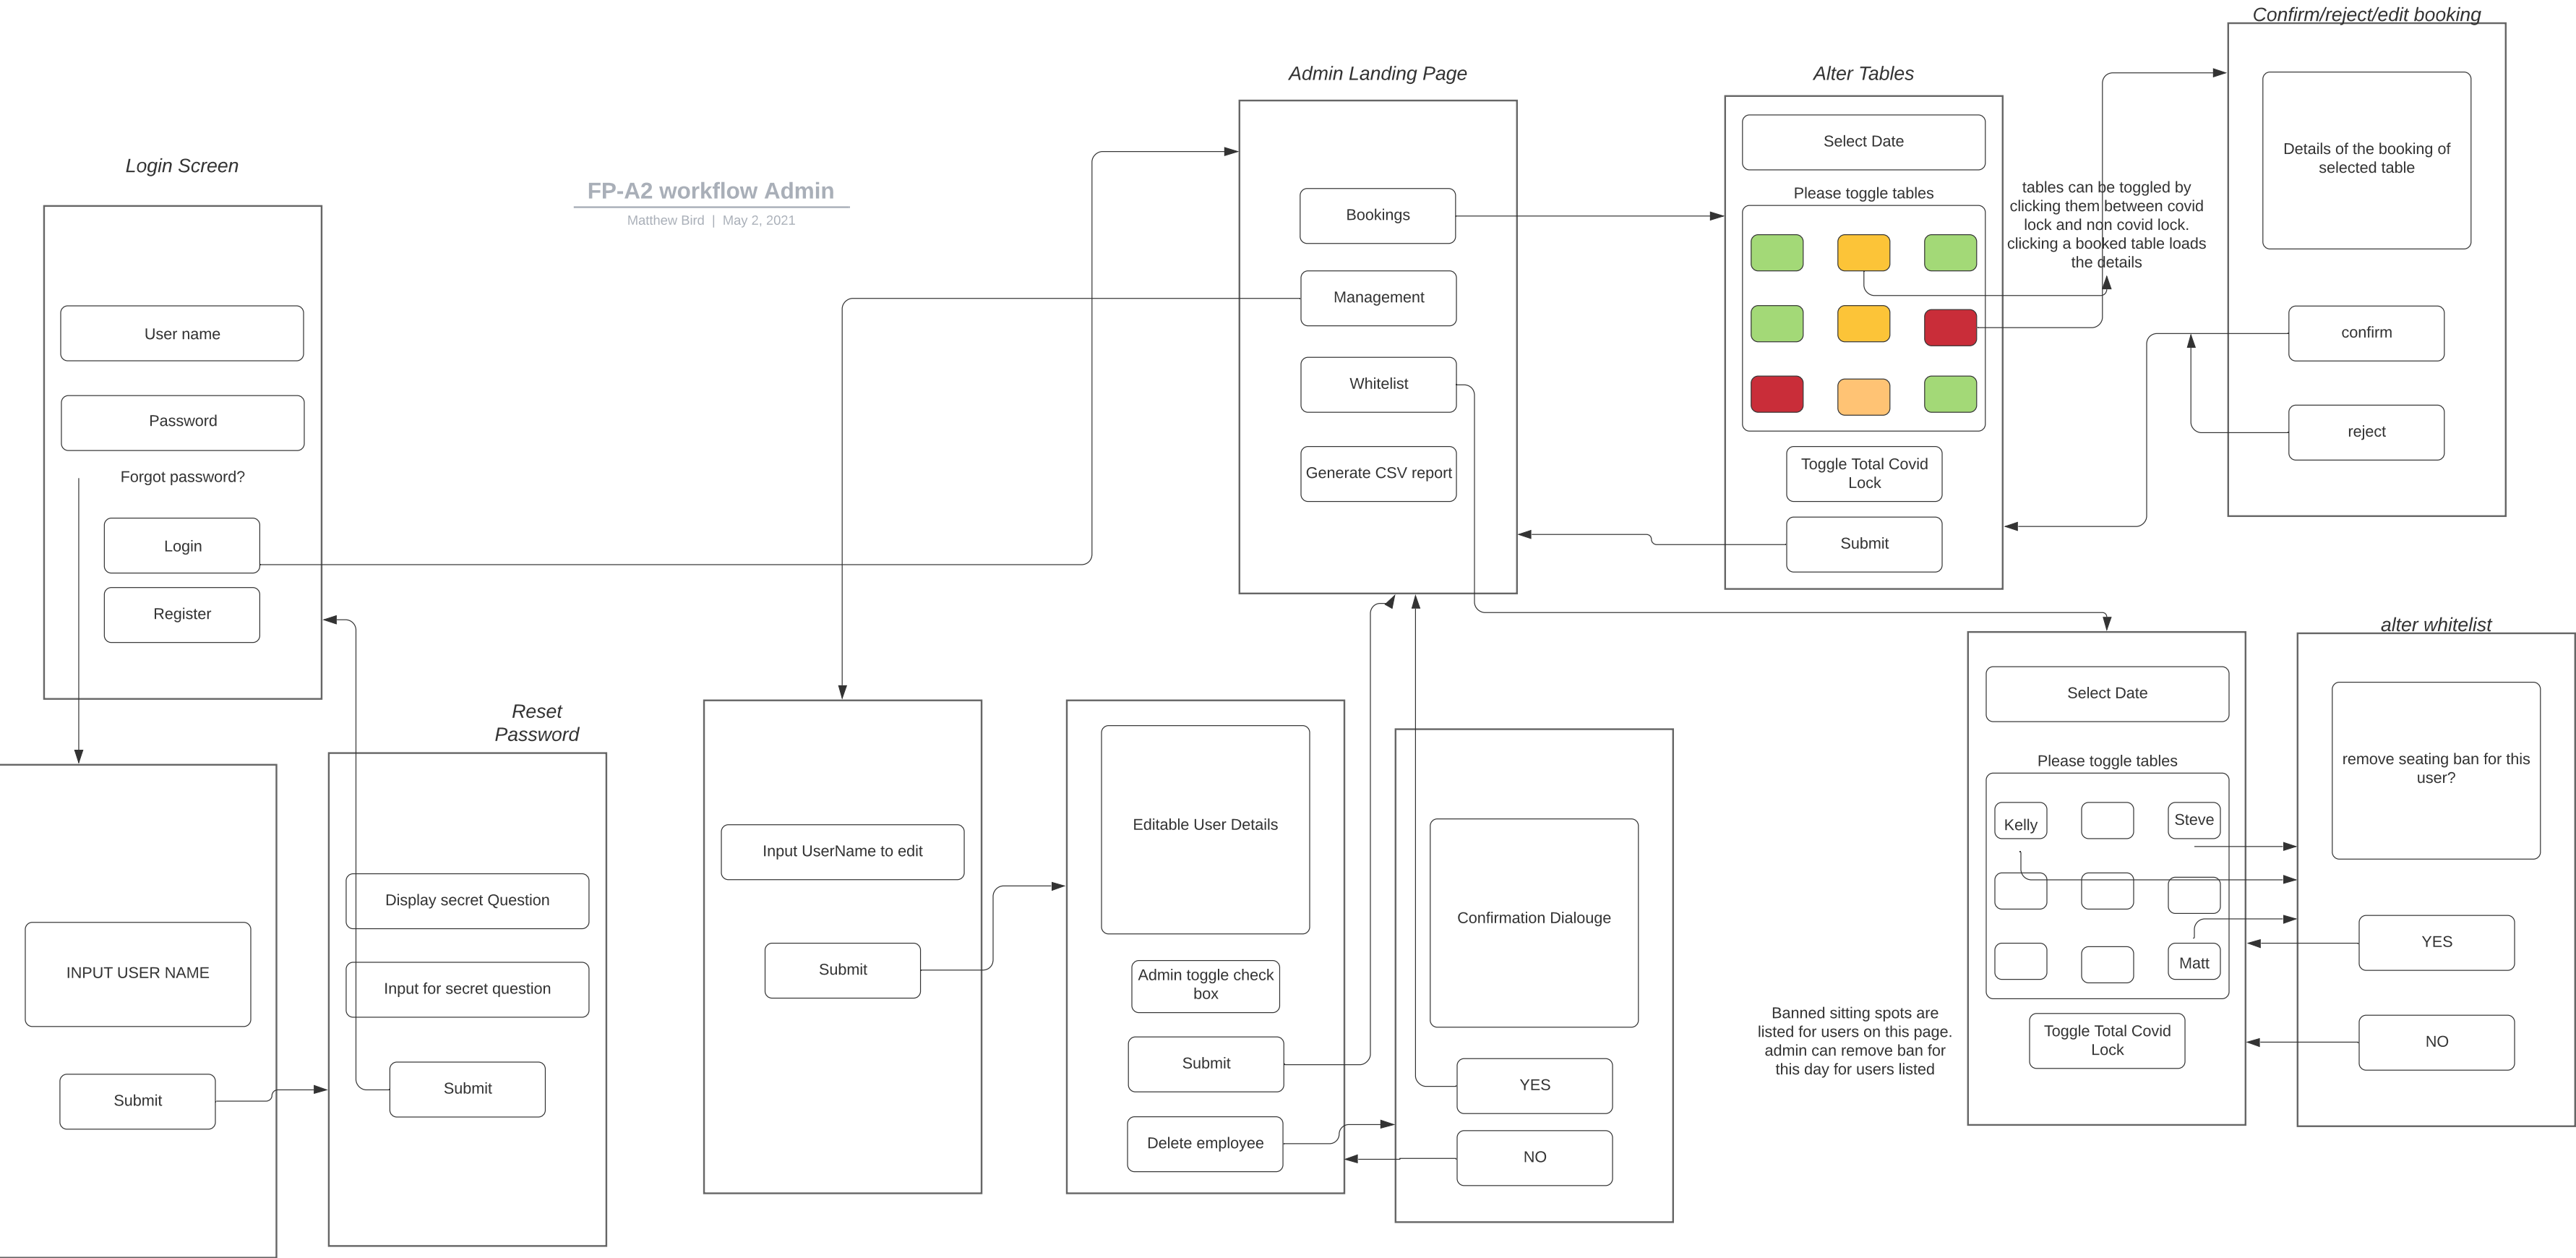 Confirm/reject/edit booking
Details of the booking of
selected table
confirm
reject
Admin Landing Page
Bookings
Management
Whitelist
Generate CSV report
Alter Tables
Select Date
Please toggle tables
Toggle Total Covid
Lock
Submit
tables can be toggled by
clicking them between covid
lock and non covid lock.
clicking a booked table loads
the details
Login Screen
User name
Password
Forgot password?
Login
Register
FP-A2 workflow Admin
Matthew Bird | May 2, 2021
INPUT USER NAME
Submit
Reset
Password
Display secret Question
Input for secret question
Submit
Input UserName to edit
Submit
Editable User Details
Admin toggle check
box
Submit
Delete employee
Confirmation Dialouge
YES
NO
Banned sitting spots are
listed for users on this page.
admin can remove ban for
this day for users listed
Select Date
Please toggle tables
Kelly
Steve
Matt
Toggle Total Covid
Lock
alter whitelist
remove seating ban for this
user?
YES
NO